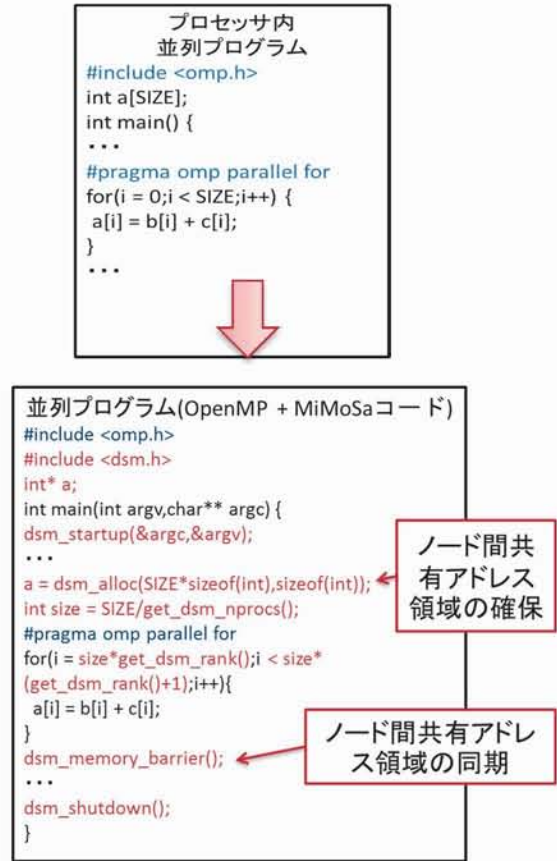 プロセッサ内
並列プログラム
#include <omp.h>
int a[SIZE];
int main() {
・・・
#pragma omp parallel for
for(i = 0;i < SIZE;i++) {
a[i] = b[i] + c[i];
}
・・・
並列プログラム(OpenMP + MiMoSaコード)
#include <omp.h>
#include <dsm.h>
int* a;
int main(int argv,char** argc) {
dsm_startup(&argc,&argv);
・・・
a = dsm_alloc(SIZE*sizeof(int),sizeof(int));
int size = SIZE/get_dsm_nprocs();
#pragma omp parallel for
for(i = size*get_dsm_rank();i < size*
(get_dsm_rank()+1);i++){
a[i] = b[i] + c[i];
}
dsm_memory_barrier();
・・・
dsm_shutdown();
}
ノード間共
有アドレス
領域の確保
ノード間共有アドレ
ス領域の同期